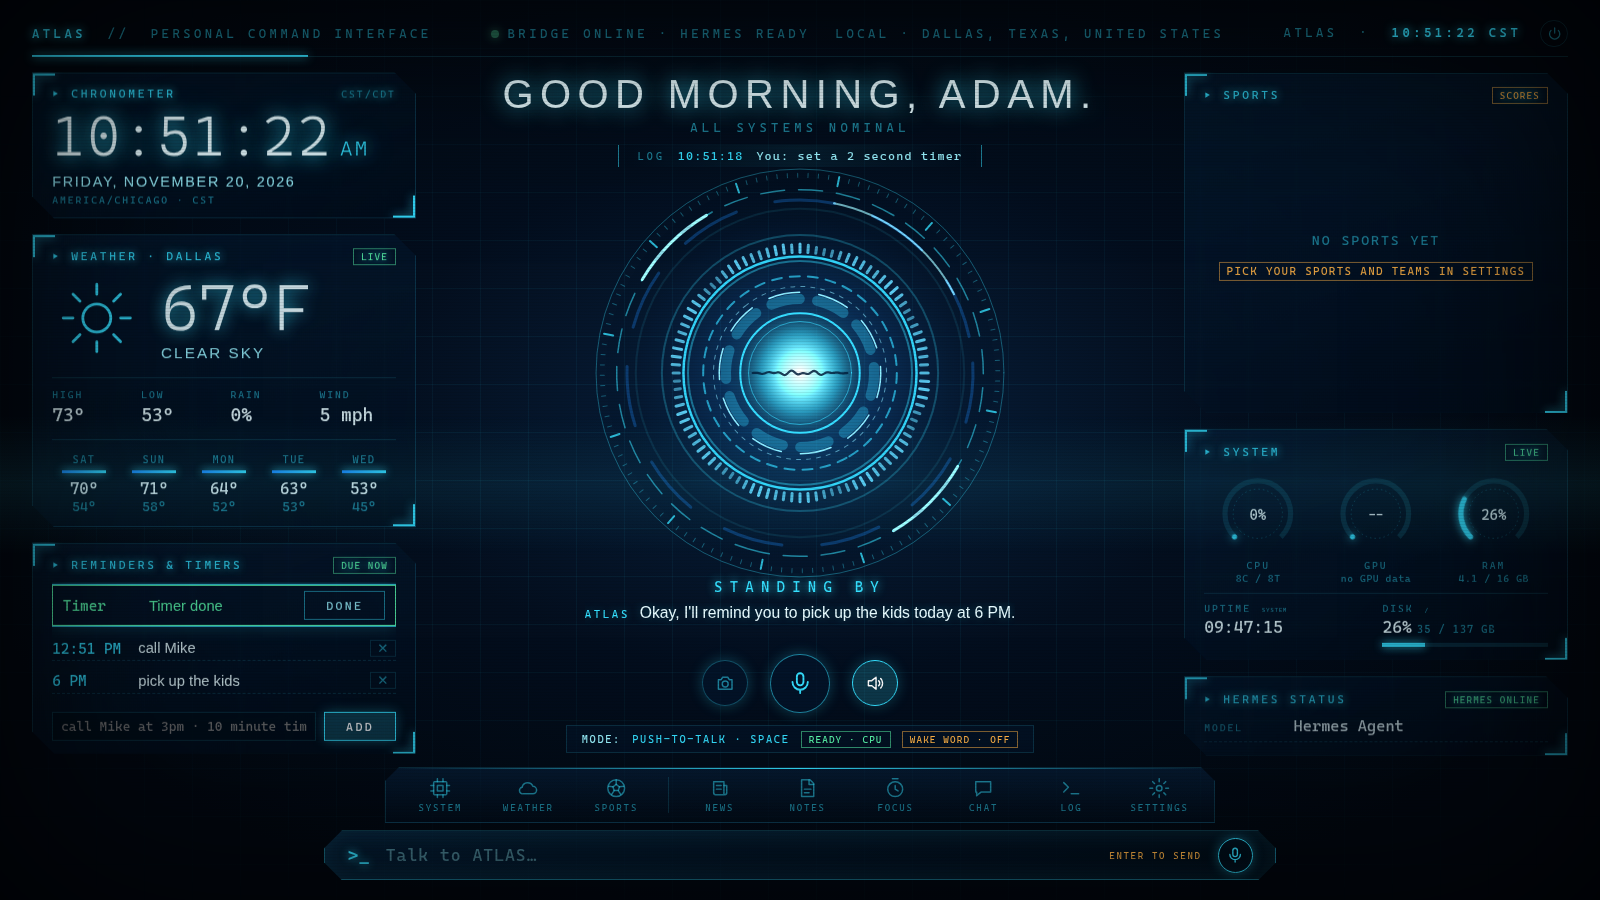 ATLAS // PERSONAL COMMAND INTERFACE
BRIDGE ONLINE · HERMES READY LOCAL · DALLAS, TEXAS, UNITED STATES
ATLAS · 10:51:22 CST
CHRONOMETER
CST/CDT
10:51:22 AM
FRIDAY, NOVEMBER 20, 2026
AMERICA/CHICAGO · CST
WEATHER · DALLAS
LIVE
67°F
CLEAR SKY
HIGH LOW RAIN WIND
73° 53° 0% 5 mph
SAT SUN MON TUE WED
70° 71° 64° 63° 53°
54° 58° 52° 53° 45°
REMINDERS & TIMERS
DUE NOW
Timer Timer done DONE
12:51 PM call Mike ✕
6 PM pick up the kids ✕
call Mike at 3pm · 10 minute tim
ADD
GOOD MORNING, ADAM.
ALL SYSTEMS NOMINAL
LOG 10:51:18 You: set a 2 second timer
STANDING BY
ATLAS Okay, I'll remind you to pick up the kids today at 6 PM.
MODE: PUSH-TO-TALK · SPACE READY · CPU WAKE WORD · OFF
SPORTS
SCORES
NO SPORTS YET
PICK YOUR SPORTS AND TEAMS IN SETTINGS
SYSTEM
LIVE
0% -- 26%
CPU GPU RAM
8C / 8T no GPU data 4.1 / 16 GB
UPTIME SYSTEM DISK /
09:47:15 26% 35 / 137 GB
HERMES STATUS
HERMES ONLINE
MODEL Hermes Agent
SYSTEM WEATHER SPORTS NEWS NOTES FOCUS CHAT LOG SETTINGS
>_ Talk to ATLAS…
ENTER TO SEND